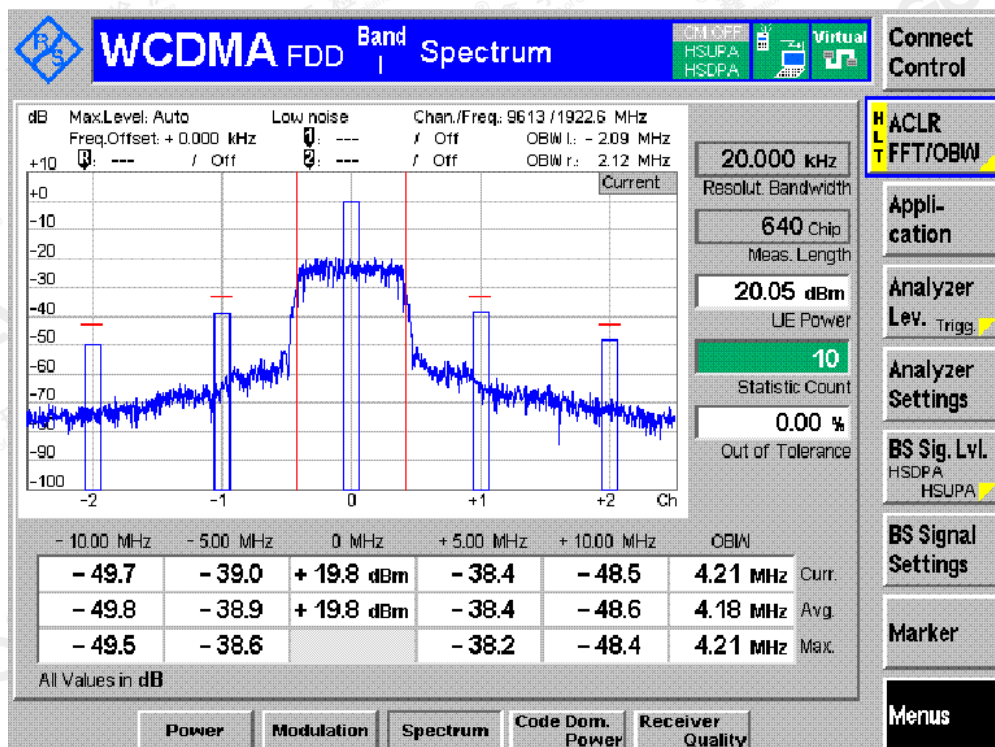 R S
WCDMA FDD Band I Spectrum
CM OFF
HSUPA
HSDPA
Virtual
Connect
Control
dB Max.Level: Auto Low noise Chan./Freq.: 9613 / 1922.6 MHz
Freq.Offset: + 0.000 kHz 1: --- / Off OBW l.: - 2.09 MHz
R: --- / Off 2: --- / Off OBW r.: 2.12 MHz
Current
+10
+0
-10
-20
-30
-40
-50
-60
-70
-80
-90
-100
-2 -1 0 +1 +2 Ch
20.000 kHz
Resolut. Bandwidth
640 Chip
Meas. Length
20.05 dBm
UE Power
10
Statistic Count
0.00 %
Out of Tolerance
- 10.00 MHz - 5.00 MHz 0 MHz + 5.00 MHz + 10.00 MHz OBW
- 49.7 - 39.0 + 19.8 dBm - 38.4 - 48.5 4.21 MHz Curr.
- 49.8 - 38.9 + 19.8 dBm - 38.4 - 48.6 4.18 MHz Avg.
- 49.5 - 38.6 - 38.2 - 48.4 4.21 MHz Max.
All Values in dB
H
L
T
ACLR
FFT/OBW
Appli-
cation
Analyzer
Lev. Trigg.
Analyzer
Settings
BS Sig. Lvl.
HSDPA
HSUPA
BS Signal
Settings
Marker
Menus
Power
Modulation
Spectrum
Code Dom.
Power
Receiver
Quality